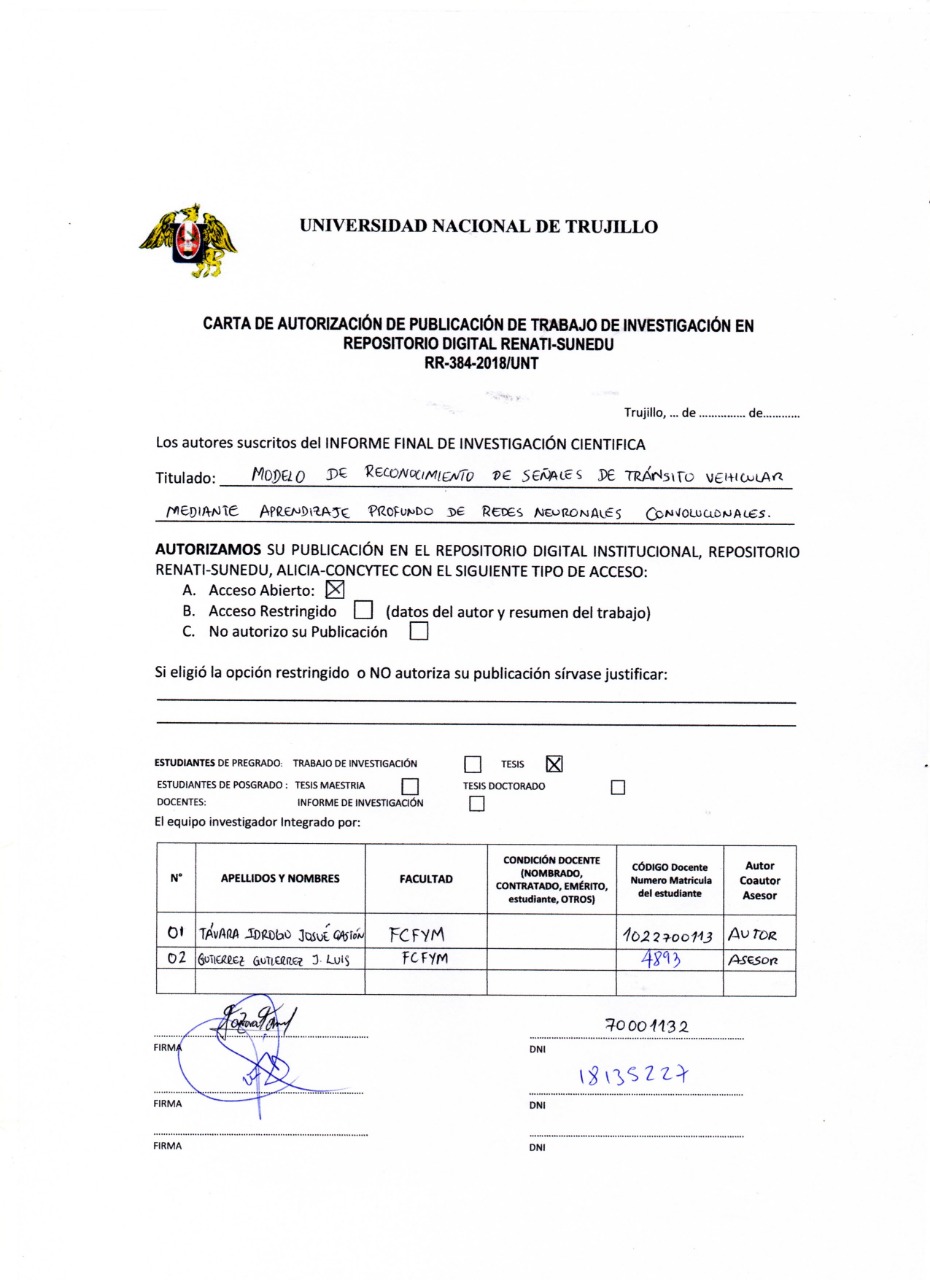 UNIVERSIDAD NACIONAL DE TRUJILLO
CARTA DE AUTORIZACIÓN DE PUBLICACIÓN DE TRABAJO DE INVESTIGACIÓN EN
REPOSITORIO DIGITAL RENATI-SUNEDU
RR-384-2018/UNT
Trujillo, ... de ............... de............
Los autores suscritos del INFORME FINAL DE INVESTIGACIÓN CIENTIFICA
Titulado: MODELO DE RECONOCIMIENTO DE SEÑALES DE TRÁNSITO VEHICULAR
MEDIANTE APRENDIZAJE PROFUNDO DE REDES NEURONALES CONVOLUCIONALES.
AUTORIZAMOS SU PUBLICACIÓN EN EL REPOSITORIO DIGITAL INSTITUCIONAL, REPOSITORIO
RENATI-SUNEDU, ALICIA-CONCYTEC CON EL SIGUIENTE TIPO DE ACCESO:
A. Acceso Abierto: ☒
B. Acceso Restringido ☐ (datos del autor y resumen del trabajo)
C. No autorizo su Publicación ☐
Si eligió la opción restringido o NO autoriza su publicación sírvase justificar:
ESTUDIANTES DE PREGRADO: TRABAJO DE INVESTIGACIÓN ☐ TESIS ☒
ESTUDIANTES DE POSGRADO : TESIS MAESTRIA ☐ TESIS DOCTORADO ☐
DOCENTES: INFORME DE INVESTIGACIÓN ☐
El equipo investigador Integrado por:
N° APELLIDOS Y NOMBRES FACULTAD CONDICIÓN DOCENTE (NOMBRADO, CONTRATADO, EMÉRITO, estudiante, OTROS) CÓDIGO Docente Numero Matrícula del estudiante Autor Coautor Asesor
01 TÁVARA IDROGO JOSUÉ GASTÓN FCFYM 1022700113 AUTOR
02 GUTIERREZ GUTIERREZ J. LUIS FCFYM 4893 ASESOR
70001132
FIRMA DNI
18135227
FIRMA DNI
FIRMA DNI